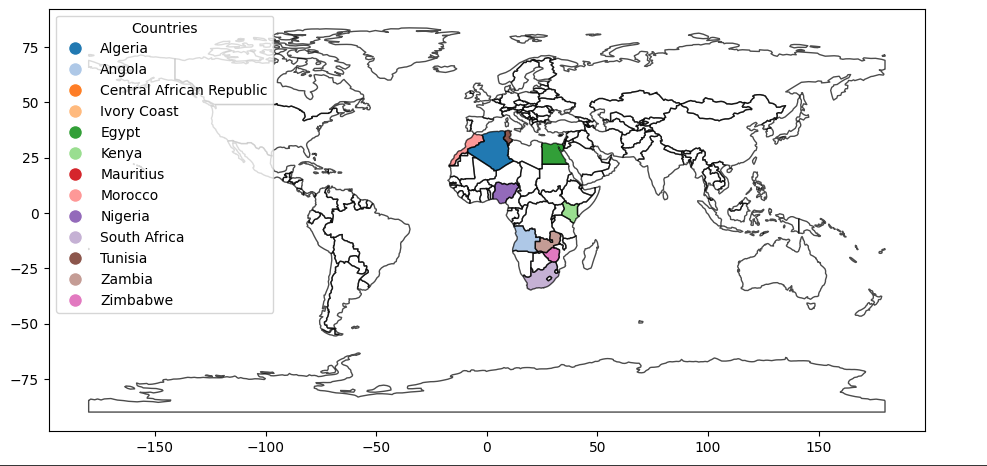 Countries
Algeria
Angola
Central African Republic
Ivory Coast
Egypt
Kenya
Mauritius
Morocco
Nigeria
South Africa
Tunisia
Zambia
Zimbabwe
75
50
25
0
−25
−50
−75
−150 −100 −50 0 50 100 150